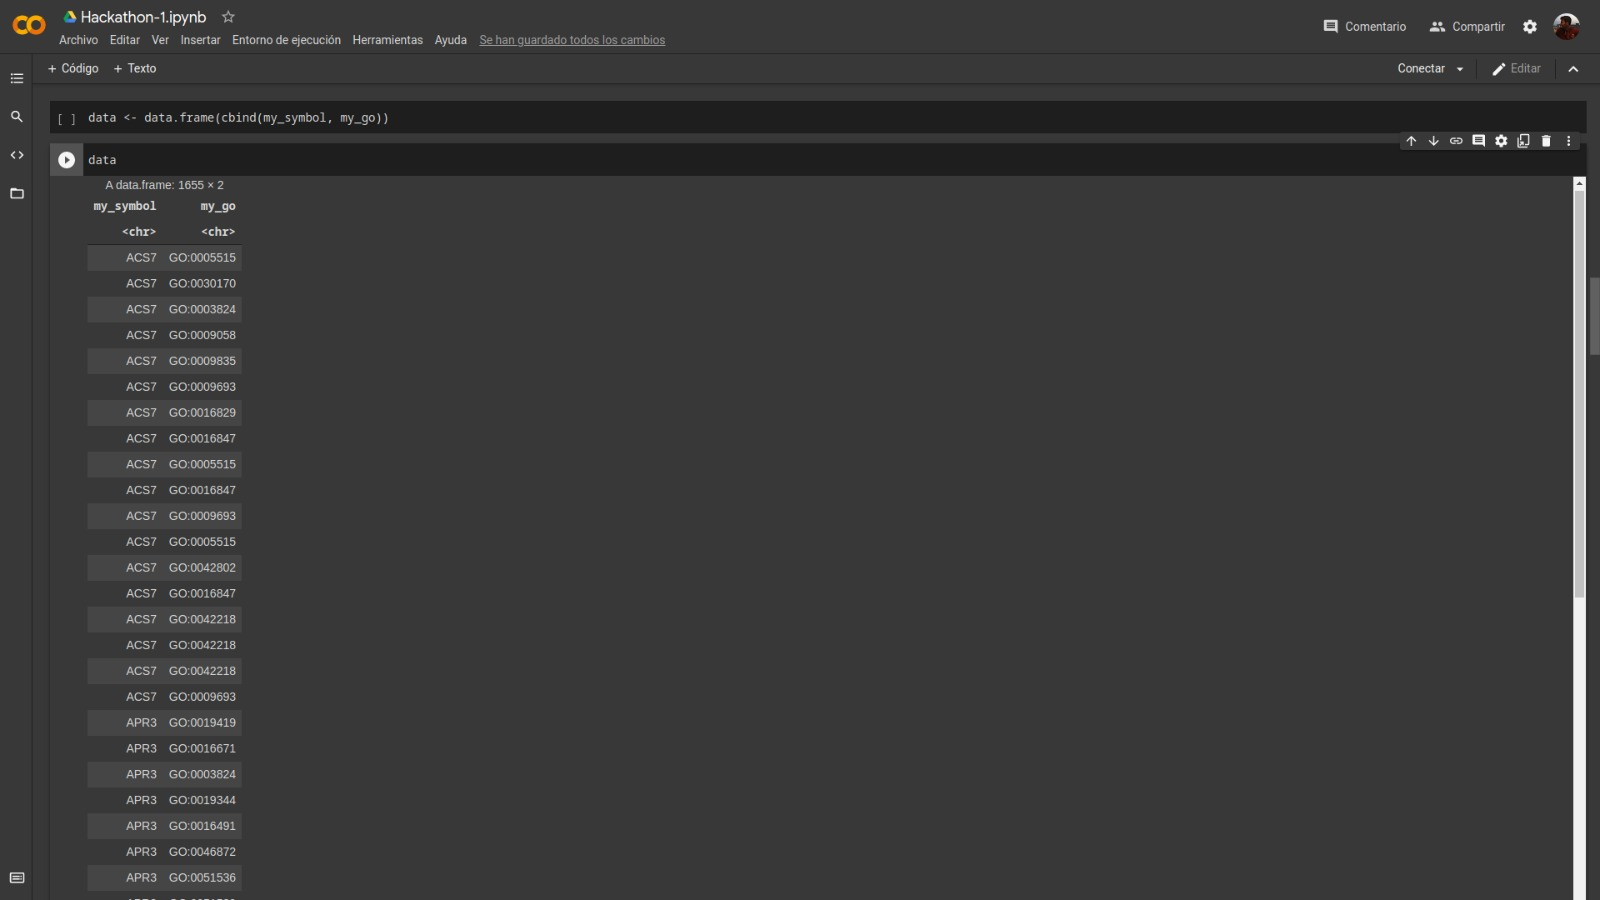 Hackathon-1.ipynb
Archivo Editar Ver Insertar Entorno de ejecución Herramientas Ayuda Se han guardado todos los cambios
Comentario Compartir
+ Código + Texto
Conectar Editar
[ ] data <- data.frame(cbind(my_symbol, my_go))
data
A data.frame: 1655 × 2
my_symbol my_go
<chr> <chr>
ACS7 GO:0005515
ACS7 GO:0030170
ACS7 GO:0003824
ACS7 GO:0009058
ACS7 GO:0009835
ACS7 GO:0009693
ACS7 GO:0016829
ACS7 GO:0016847
ACS7 GO:0005515
ACS7 GO:0016847
ACS7 GO:0009693
ACS7 GO:0005515
ACS7 GO:0042802
ACS7 GO:0016847
ACS7 GO:0042218
ACS7 GO:0042218
ACS7 GO:0042218
ACS7 GO:0009693
APR3 GO:0019419
APR3 GO:0016671
APR3 GO:0003824
APR3 GO:0019344
APR3 GO:0016491
APR3 GO:0046872
APR3 GO:0051536